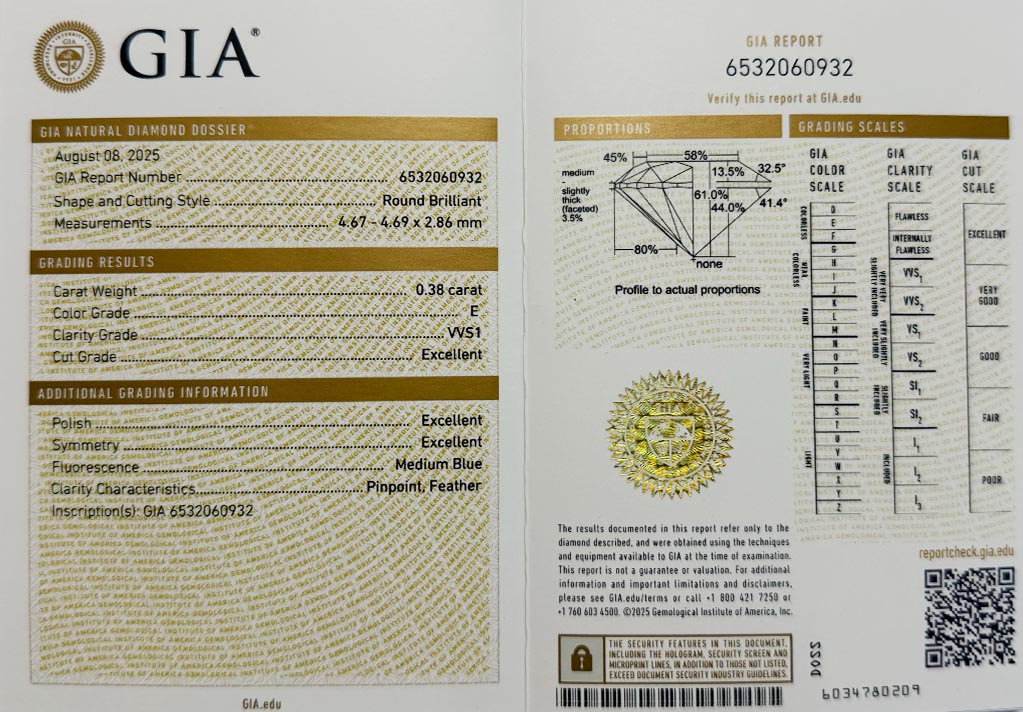 GIA®
GIA NATURAL DIAMOND DOSSIER®
August 08, 2025
GIA Report Number 6532060932
Shape and Cutting Style Round Brilliant
Measurements 4.67 - 4.69 x 2.86 mm
GRADING RESULTS
Carat Weight 0.38 carat
Color Grade E
Clarity Grade VVS1
Cut Grade Excellent
ADDITIONAL GRADING INFORMATION
Polish Excellent
Symmetry Excellent
Fluorescence Medium Blue
Clarity Characteristics Pinpoint, Feather
Inscription(s): GIA 6532060932
GIA.edu
GIA REPORT
6532060932
Verify this report at GIA.edu
PROPORTIONS
45%
58%
13.5%
32.5°
medium
-
slightly
thick
(faceted)
3.5%
61.0%
44.0%
41.4°
80%
none
Profile to actual proportions
GRADING SCALES
GIA
COLOR
SCALE
COLORLESS
D
E
F
NEAR
COLORLESS
G
H
I
J
FAINT
K
L
M
VERY LIGHT
N
O
P
Q
R
LIGHT
S
T
U
V
W
X
Y
Z
GIA
CLARITY
SCALE
FLAWLESS
INTERNALLY
FLAWLESS
VERY VERY
SLIGHTLY INCLUDED
VVS1
VVS2
VERY SLIGHTLY
INCLUDED
VS1
VS2
SLIGHTLY
INCLUDED
SI1
SI2
INCLUDED
I1
I2
I3
GIA
CUT
SCALE
EXCELLENT
VERY
GOOD
GOOD
FAIR
POOR
The results documented in this report refer only to the
diamond described, and were obtained using the techniques
and equipment available to GIA at the time of examination.
This report is not a guarantee or valuation. For additional
information and important limitations and disclaimers,
please see GIA.edu/terms or call +1 800 421 7250 or
+1 760 603 4500. ©2025 Gemological Institute of America, Inc.
THE SECURITY FEATURES IN THIS DOCUMENT,
INCLUDING THE HOLOGRAM, SECURITY SCREEN AND
MICROPRINT LINES, IN ADDITION TO THOSE NOT LISTED,
EXCEED DOCUMENT SECURITY INDUSTRY GUIDELINES.
reportcheck.gia.edu
DOS2
6034780209